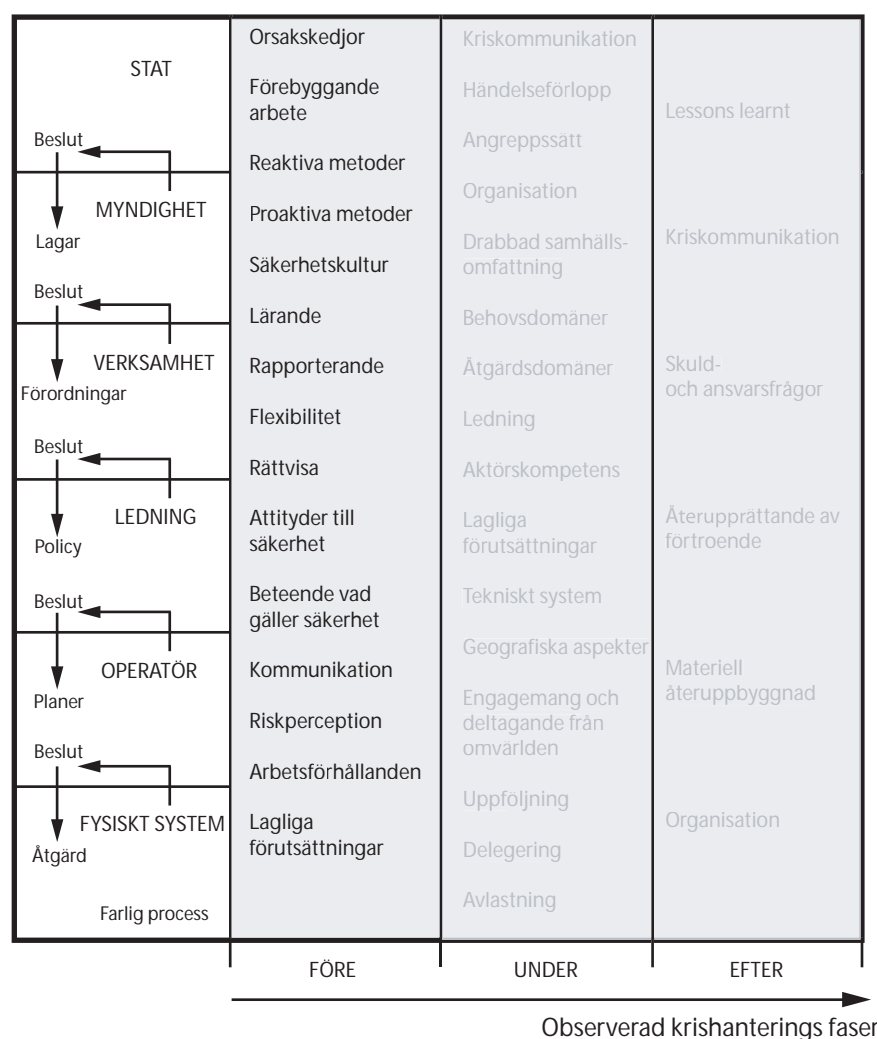 STAT
Beslut
MYNDIGHET
Lagar
Beslut
VERKSAMHET
Förordningar
Beslut
LEDNING
Policy
Beslut
OPERATÖR
Planer
Beslut
FYSISKT SYSTEM
Åtgärd
Farlig process
Orsakskedjor
Förebyggande
arbete
Reaktiva metoder
Proaktiva metoder
Säkerhetskultur
Lärande
Rapporterande
Flexibilitet
Rättvisa
Attityder till
säkerhet
Beteende vad
gäller säkerhet
Kommunikation
Riskperception
Arbetsförhållanden
Lagliga
förutsättningar
Kriskommunikation
Händelseförlopp
Angreppssätt
Organisation
Drabbad samhälls-
omfattning
Behovsdomäner
Åtgärdsdomäner
Ledning
Aktörskompetens
Lagliga
förutsättningar
Tekniskt system
Geografiska aspekter
Engagemang och
deltagande från
omvärlden
Uppföljning
Delegering
Avlastning
Lessons learnt
Kriskommunikation
Skuld-
och ansvarsfrågor
Återupprättande av
förtroende
Materiell
återuppbyggnad
Organisation
FÖRE
UNDER
EFTER
Observerad krishanterings faser